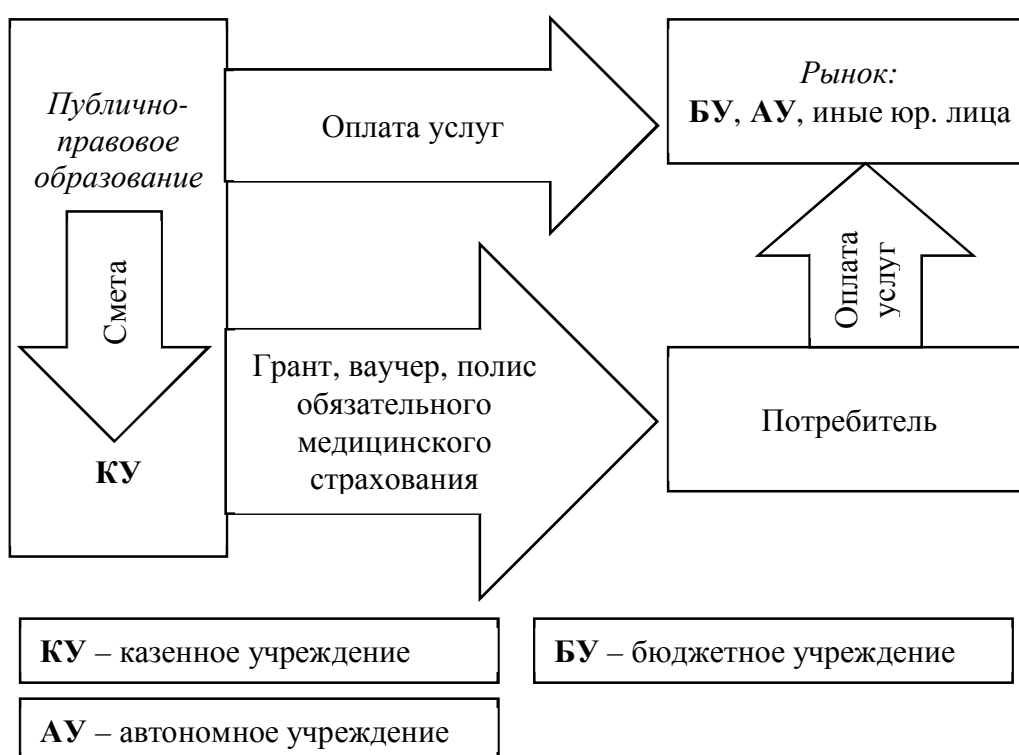 Публично-
правовое
образование
Смета
КУ
Оплата услуг
Грант, ваучер, полис
обязательного
медицинского
страхования
Рынок:
БУ, АУ, иные юр. лица
Оплата
услуг
Потребитель
КУ – казенное учреждение
БУ – бюджетное учреждение
АУ – автономное учреждение